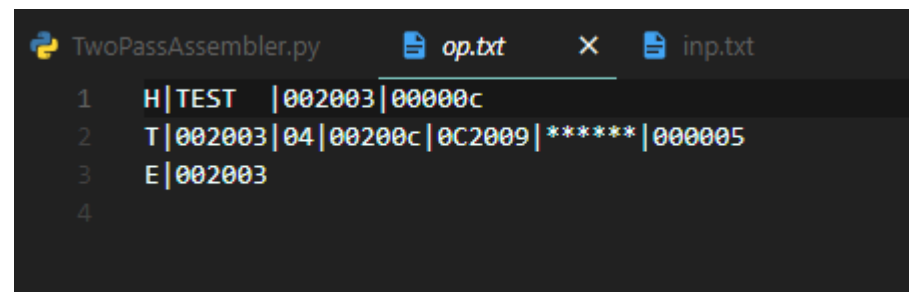 TwoPassAssembler.py op.txt × inp.txt
1 H|TEST  |002003|00000c
2 T|002003|04|00200c|0C2009|******|000005
3 E|002003
4